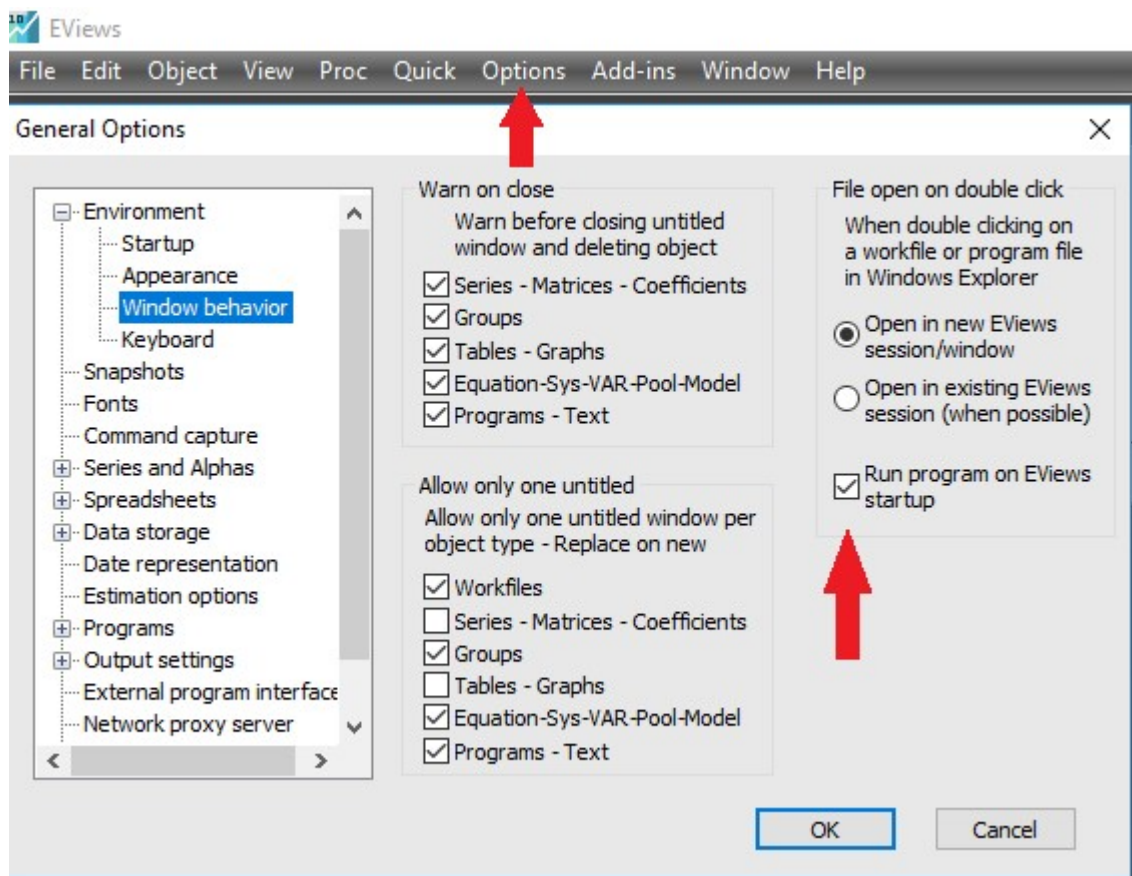 10
EViews
File Edit Object View Proc Quick Options Add-ins Window Help
General Options
Environment
Startup
Appearance
Window behavior
Keyboard
Snapshots
Fonts
Command capture
Series and Alphas
Spreadsheets
Data storage
Date representation
Estimation options
Programs
Output settings
External program interface
Network proxy server
Warn on close
Warn before closing untitled
window and deleting object
Series - Matrices - Coefficients
Groups
Tables - Graphs
Equation-Sys-VAR-Pool-Model
Programs - Text
Allow only one untitled
Allow only one untitled window per
object type - Replace on new
Workfiles
Series - Matrices - Coefficients
Groups
Tables - Graphs
Equation-Sys-VAR-Pool-Model
Programs - Text
File open on double click
When double clicking on
a workfile or program file
in Windows Explorer
Open in new EViews
session/window
Open in existing EViews
session (when possible)
Run program on EViews
startup
OK
Cancel